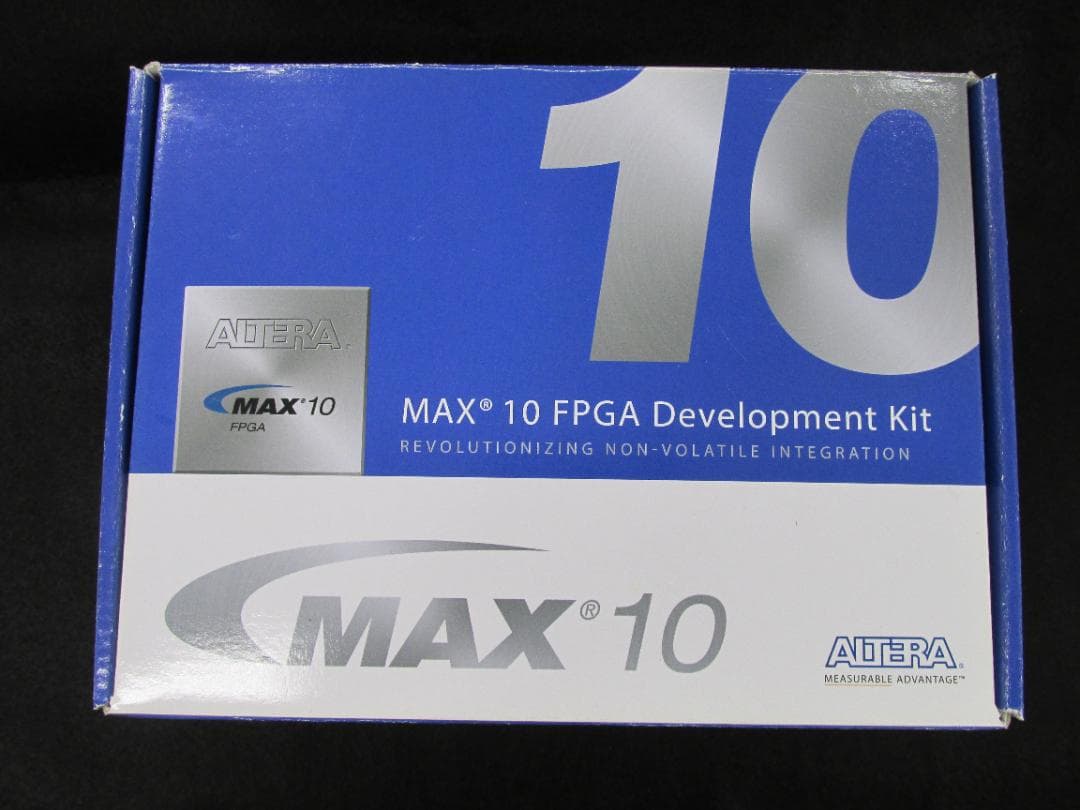 10
ALTERA®
MAX® 10
FPGA
MAX® 10 FPGA Development Kit
REVOLUTIONIZING NON-VOLATILE INTEGRATION
MAX® 10
ALTERA®
MEASURABLE ADVANTAGE™